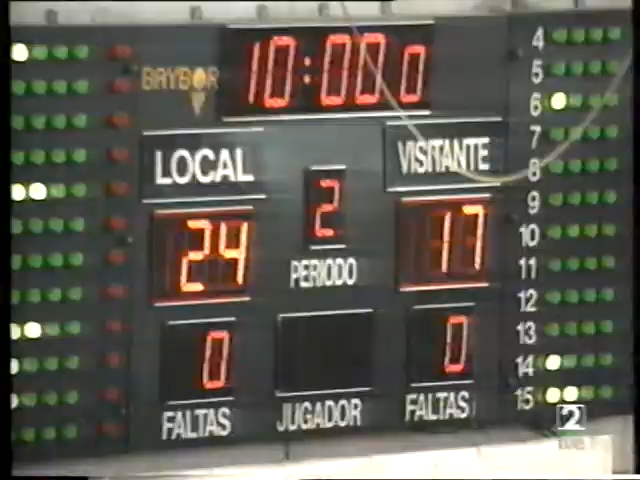 10:00 0
BRYBOR
LOCAL
VISITANTE
2
24
17
PERIODO
0
0
FALTAS
JUGADOR
FALTAS
4
5
6
7
8
9
10
11
12
13
14
15
2